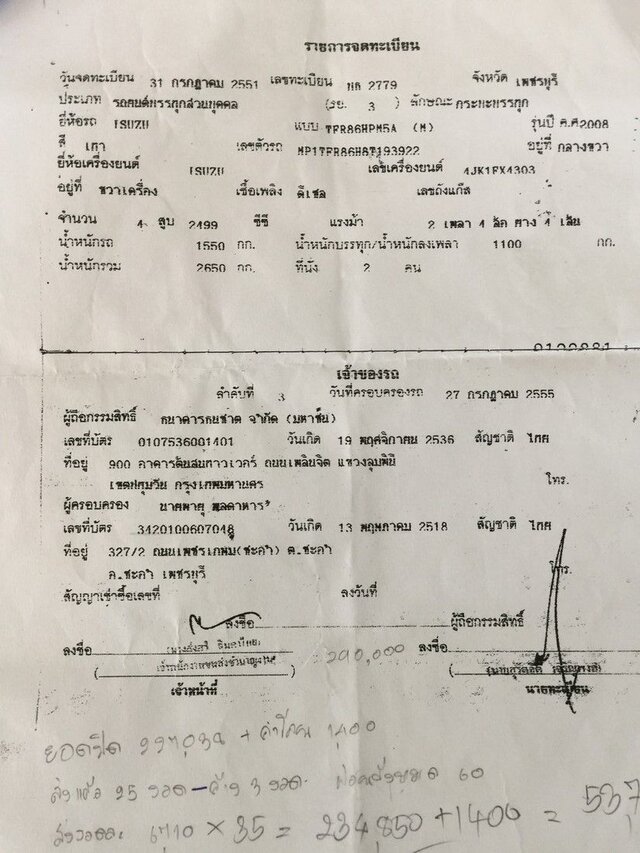 รายการจดทะเบียน
วันจดทะเบียน 31 กรกฎาคม 2551 เลขทะเบียน 2779 จังหวัด เพชรบุรี
ประเภท รถยนต์บรรทุกส่วนบุคคล (รย. 3 ) ลักษณะ กระบะบรรทุก
ยี่ห้อรถ ISUZU แบบ TFR86HPM5A (M) รุ่นปี ค.ศ2008
สี เทา เลขตัวรถ MP1TFR86H8T193922 อยู่ที่ กลางขวา
ยี่ห้อเครื่องยนต์ ISUZU เลขเครื่องยนต์ 4JK1FX4303
อยู่ที่ ขวาเครื่อง เชื้อเพลิง ดีเซล เลขถังแก๊ส
จำนวน 4 สูบ 2499 ซีซี แรงม้า 2 เพลา 4 ล้อ ยาง 4 เส้น
น้ำหนักรถ 1550 กก. น้ำหนักบรรทุก/น้ำหนักลงเพลา 1100 กก.
น้ำหนักรวม 2650 กก. ที่นั่ง 2 คน
เจ้าของรถ
ลำดับที่ 3 วันที่ครอบครองรถ 27 กรกฎาคม 2555
ผู้ถือกรรมสิทธิ์ ธนาคารธนชาต จำกัด (มหาชน)
เลขที่บัตร 0107536001401 วันเกิด 19 พฤศจิกายน 2536 สัญชาติ ไทย
ที่อยู่ 900 อาคารต้นสนทาวเวอร์ ถนนเพลินจิต แขวงลุมพินี
เขตปทุมวัน กรุงเทพมหานคร โทร.
ผู้ครอบครอง นายพายุ
เลขที่บัตร 3420100607048 วันเกิด 13 พฤษภาคม 2518 สัญชาติ ไทย
ที่อยู่ 327/2 ถนนเพชรเกษม(ชะอำ) ต.ชะอำ
อ.ชะอำ เพชรบุรี โทร.
สัญญาเช่าซื้อเลขที่ ลงวันที่
ลงชื่อ ผู้ถือกรรมสิทธิ์
ลงชื่อ 290,000 ลงชื่อ
เจ้าหน้าที่ นายทะเบียน
ยอดปิด + ค่าโอน 1400
ส่งแล้ว 25 งวด - ค้าง 3 งวด 60
6710 × 35 = 234,850 + 1400 =